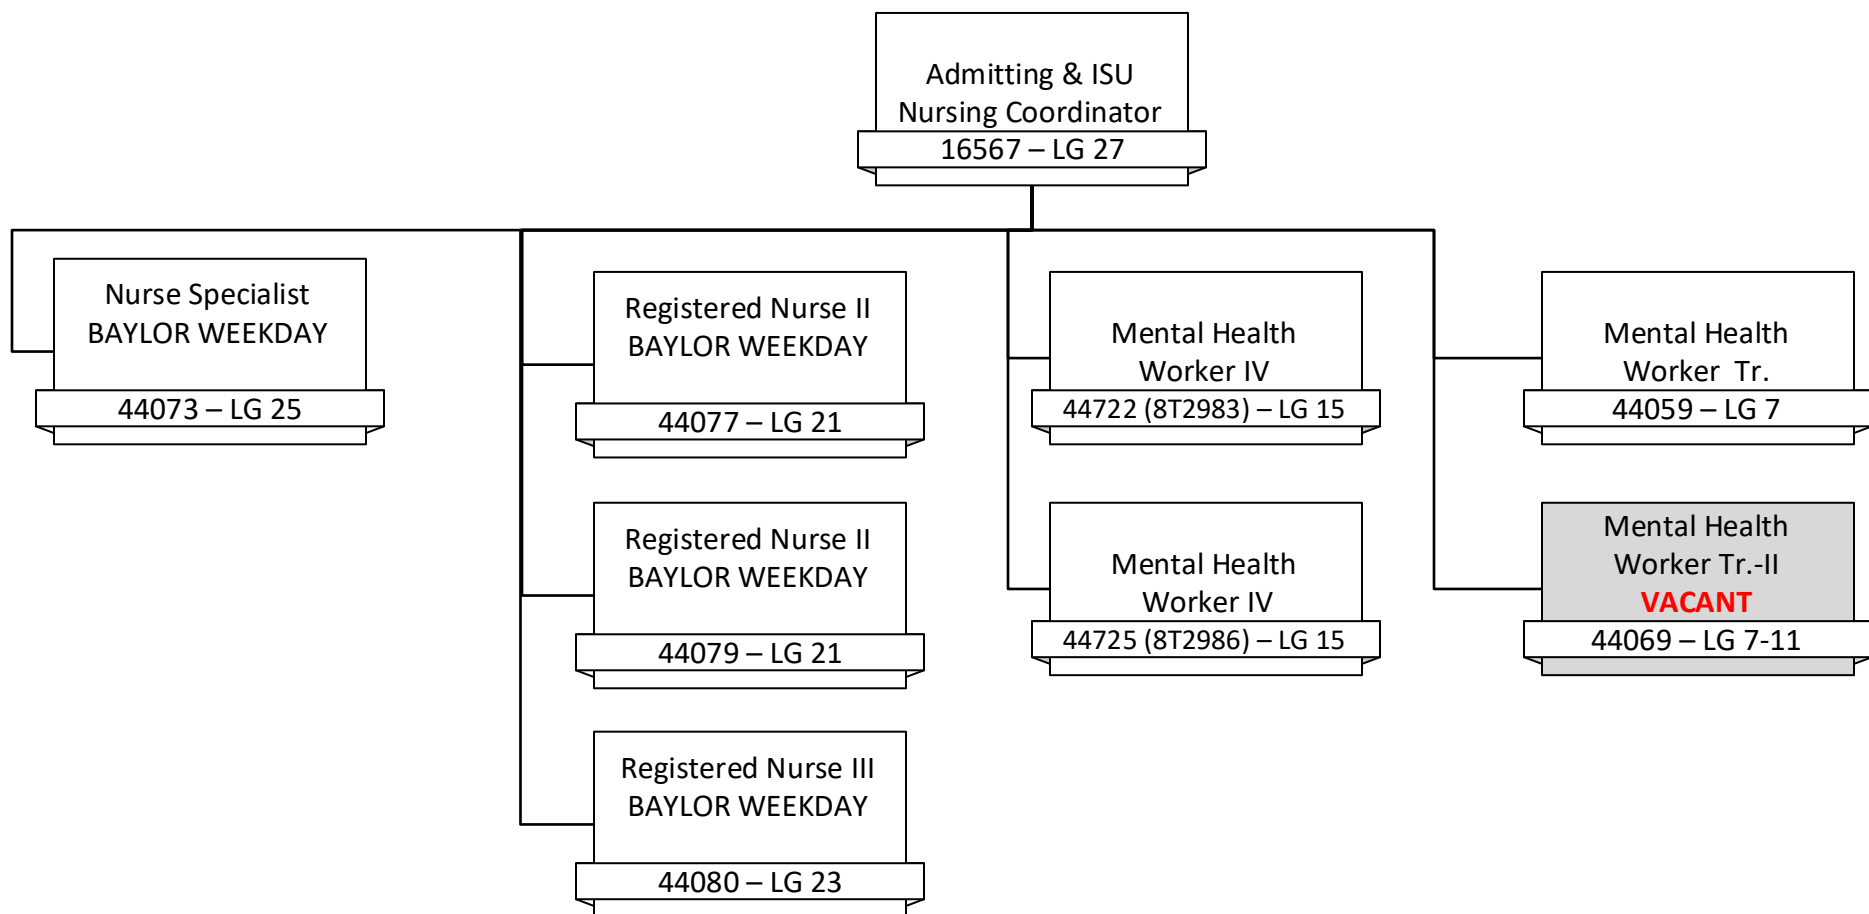 Admitting & ISU
Nursing Coordinator
16567 – LG 27
Nurse Specialist
BAYLOR WEEKDAY
44073 – LG 25
Registered Nurse II
BAYLOR WEEKDAY
44077 – LG 21
Registered Nurse II
BAYLOR WEEKDAY
44079 – LG 21
Registered Nurse III
BAYLOR WEEKDAY
44080 – LG 23
Mental Health
Worker IV
44722 (8T2983) – LG 15
Mental Health
Worker IV
44725 (8T2986) – LG 15
Mental Health
Worker  Tr.
44059 – LG 7
Mental Health
Worker Tr.-II
VACANT
44069 – LG 7-11